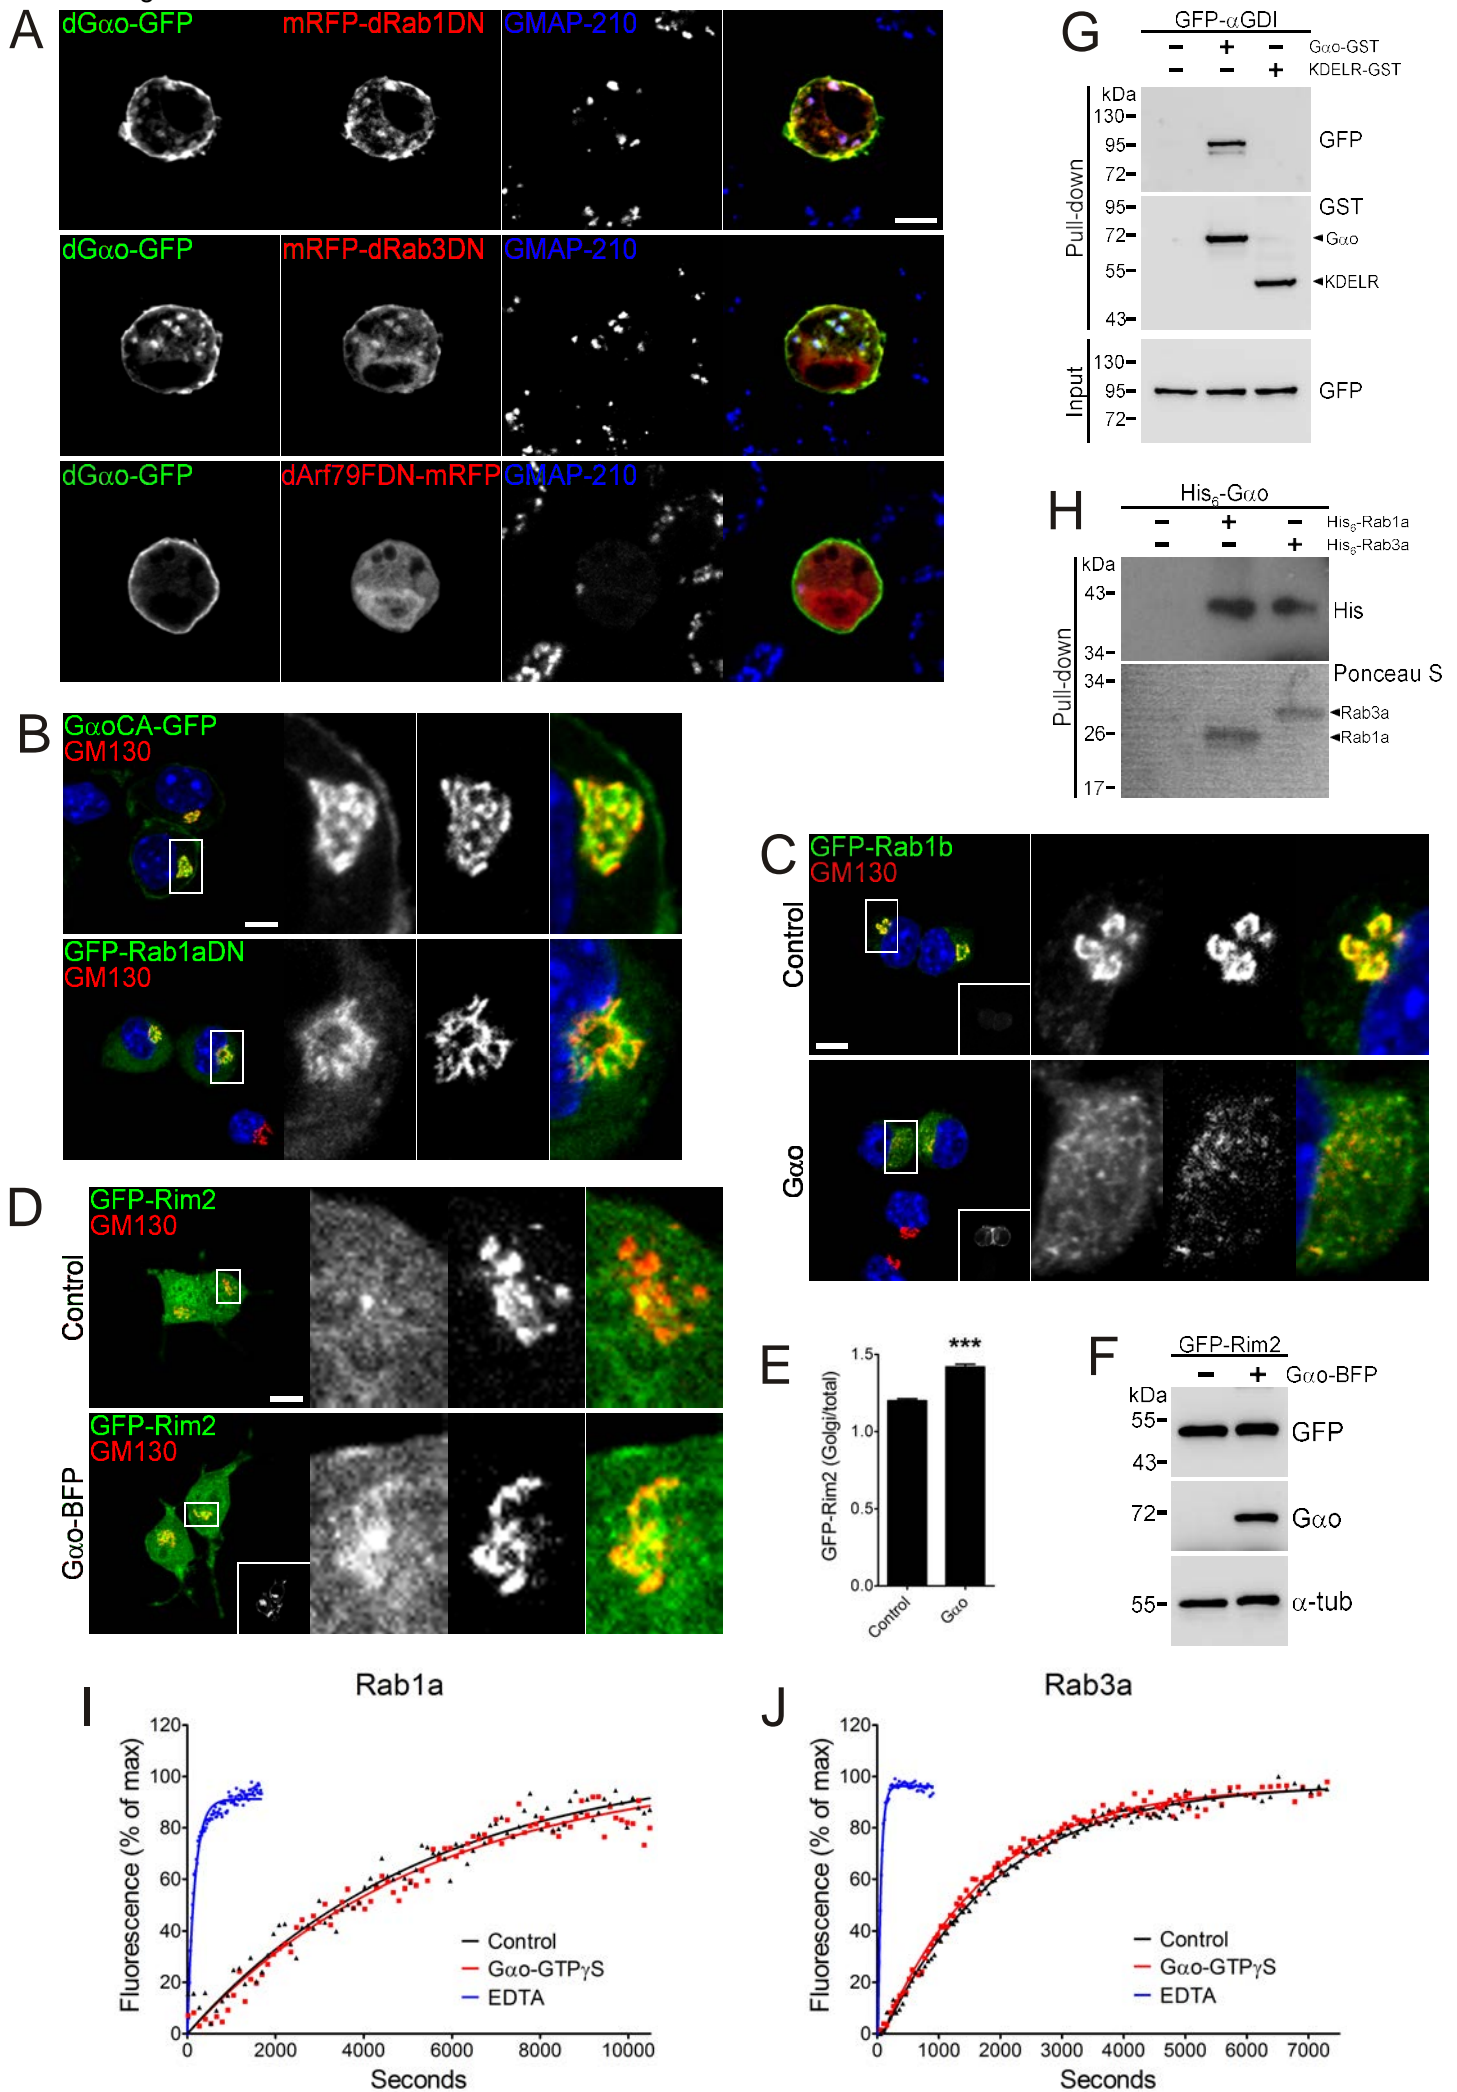 A
dGαo-GFP mRFP-dRab1DN GMAP-210
dGαo-GFP mRFP-dRab3DN GMAP-210
dGαo-GFP dArf79FDN-mRFP GMAP-210
B
GαoCA-GFP
GM130
GFP-Rab1aDN
GM130
C
Control
GFP-Rab1b
GM130
Gαo
D
Control
GFP-Rim2
GM130
Gαo-BFP
GFP-Rim2
GM130
E
GFP-Rim2 (Golgi/total)
1.5
1.0
0.5
0.0
***
Control
Gαo
F
GFP-Rim2
− + Gαo-BFP
kDa
55
43
GFP
72
Gαo
55
α-tub
G
GFP-αGDI
− + − Gαo-GST
− − + KDELR-GST
Pull-down
kDa
130
95
72
GFP
95
72
55
43
GST
Gαo
KDELR
Input
130
95
72
GFP
H
His6-Gαo
− + − His6-Rab1a
− − + His6-Rab3a
Pull-down
kDa
43
34
His
34
26
17
Ponceau S
Rab3a
Rab1a
I
Rab1a
Fluorescence (% of max)
120
100
80
60
40
20
0
Control
Gαo-GTPγS
EDTA
0 2000 4000 6000 8000 10000
Seconds
J
Rab3a
Fluorescence (% of max)
120
100
80
60
40
20
0
Control
Gαo-GTPγS
EDTA
0 1000 2000 3000 4000 5000 6000 7000
Seconds